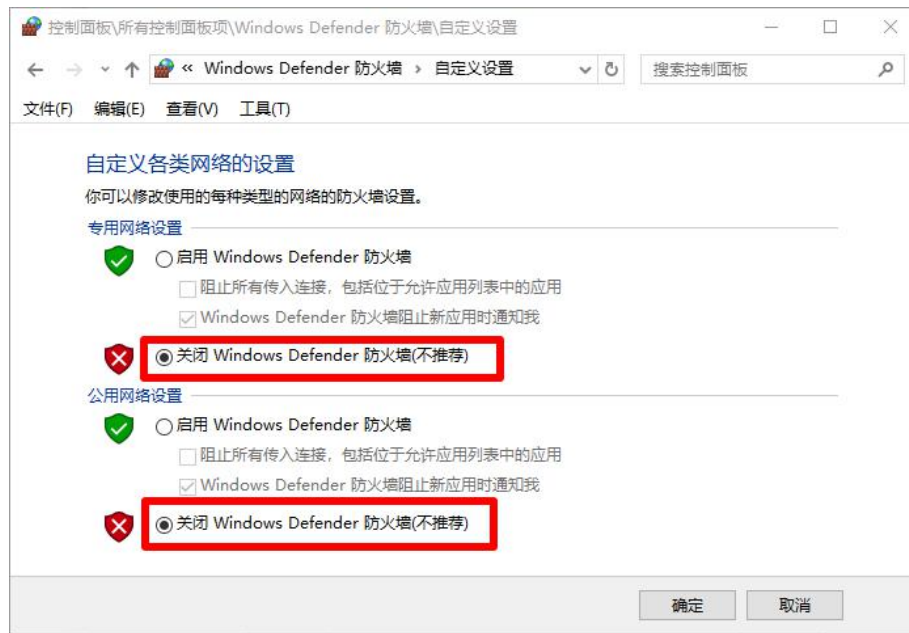 控制面板\所有控制面板项\Windows Defender 防火墙\自定义设置
« Windows Defender 防火墙 › 自定义设置
搜索控制面板
文件(F) 编辑(E) 查看(V) 工具(T)
自定义各类网络的设置
你可以修改使用的每种类型的网络的防火墙设置。
专用网络设置
启用 Windows Defender 防火墙
阻止所有传入连接，包括位于允许应用列表中的应用
Windows Defender 防火墙阻止新应用时通知我
关闭 Windows Defender 防火墙(不推荐)
公用网络设置
启用 Windows Defender 防火墙
阻止所有传入连接，包括位于允许应用列表中的应用
Windows Defender 防火墙阻止新应用时通知我
关闭 Windows Defender 防火墙(不推荐)
确定 取消